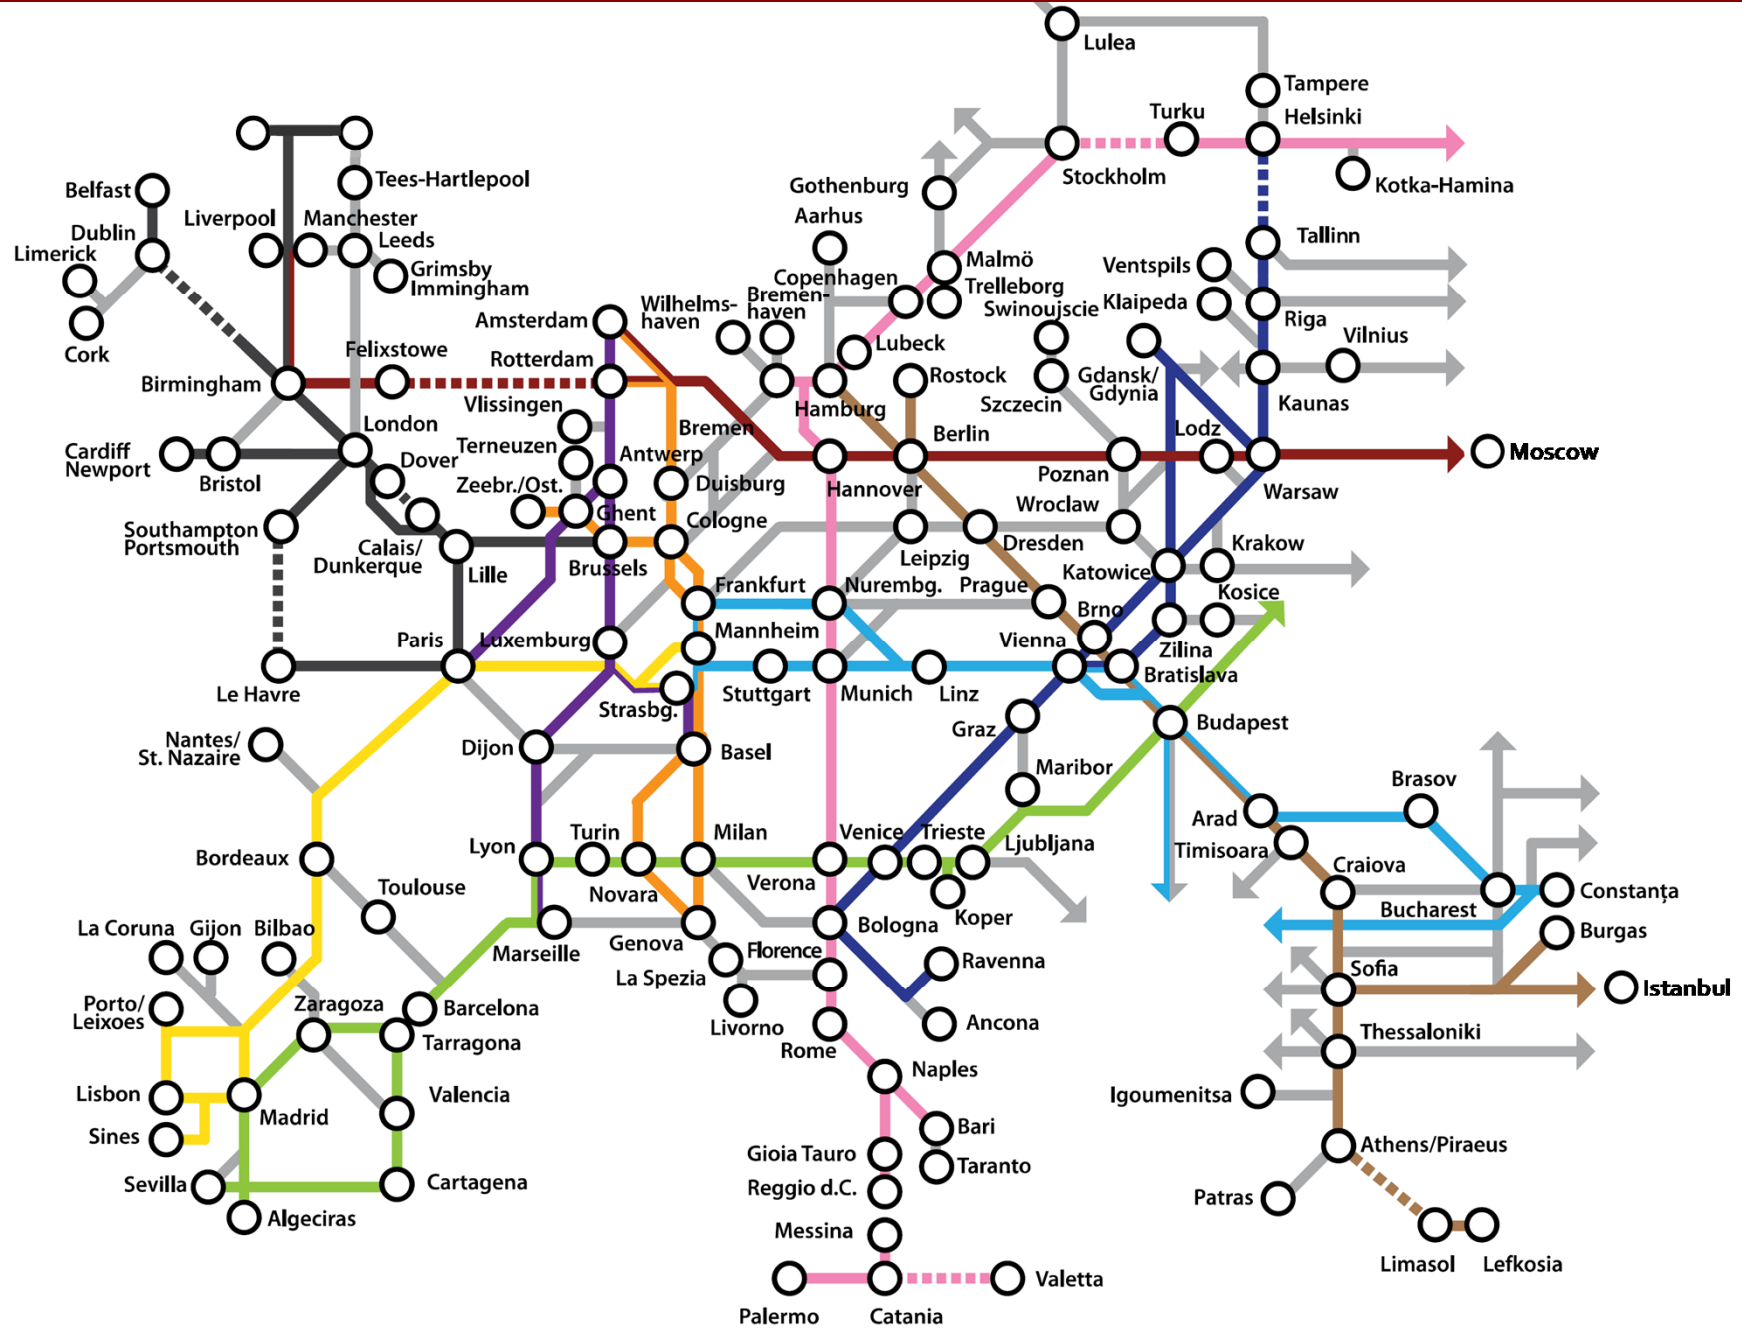 Lulea
Tampere
Turku
Helsinki
Stockholm
Kotka-Hamina
Tees-Hartlepool
Belfast
Gothenburg
Liverpool
Manchester
Aarhus
Dublin
Leeds
Tallinn
Limerick
Grimsby
Immingham
Malmö
Ventspils
Copenhagen
Trelleborg
Wilhelms-
haven
Bremen-
haven
Swinoujscie
Klaipeda
Amsterdam
Riga
Vilnius
Cork
Felixstowe
Lubeck
Rotterdam
Birmingham
Rostock
Gdansk/
Gdynia
Vlissingen
Hamburg
Szczecin
Kaunas
London
Bremen
Berlin
Lodz
Cardiff
Newport
Terneuzen
Antwerp
Moscow
Dover
Poznan
Bristol
Zeebr./Ost.
Duisburg
Hannover
Warsaw
Wroclaw
Ghent
Cologne
Southampton
Portsmouth
Calais/
Dunkerque
Brussels
Leipzig
Dresden
Krakow
Lille
Katowice
Frankfurt
Nurembg.
Prague
Kosice
Brno
Paris
Luxemburg
Mannheim
Vienna
Zilina
Bratislava
Le Havre
Stuttgart
Munich
Linz
Strasbg.
Graz
Budapest
Nantes/
St. Nazaire
Dijon
Basel
Maribor
Brasov
Arad
Turin
Milan
Venice
Trieste
Ljubljana
Lyon
Timisoara
Bordeaux
Craiova
Verona
Toulouse
Novara
Constanţa
Koper
Bucharest
La Coruna
Gijon
Bilbao
Bologna
Burgas
Genova
Marseille
Florence
Ravenna
Sofia
La Spezia
Istanbul
Porto/
Leixoes
Zaragoza
Barcelona
Livorno
Ancona
Thessaloniki
Tarragona
Rome
Naples
Lisbon
Valencia
Igoumenitsa
Madrid
Bari
Sines
Athens/Piraeus
Gioia Tauro
Taranto
Sevilla
Cartagena
Reggio d.C.
Patras
Algeciras
Messina
Limasol
Lefkosia
Valetta
Palermo
Catania